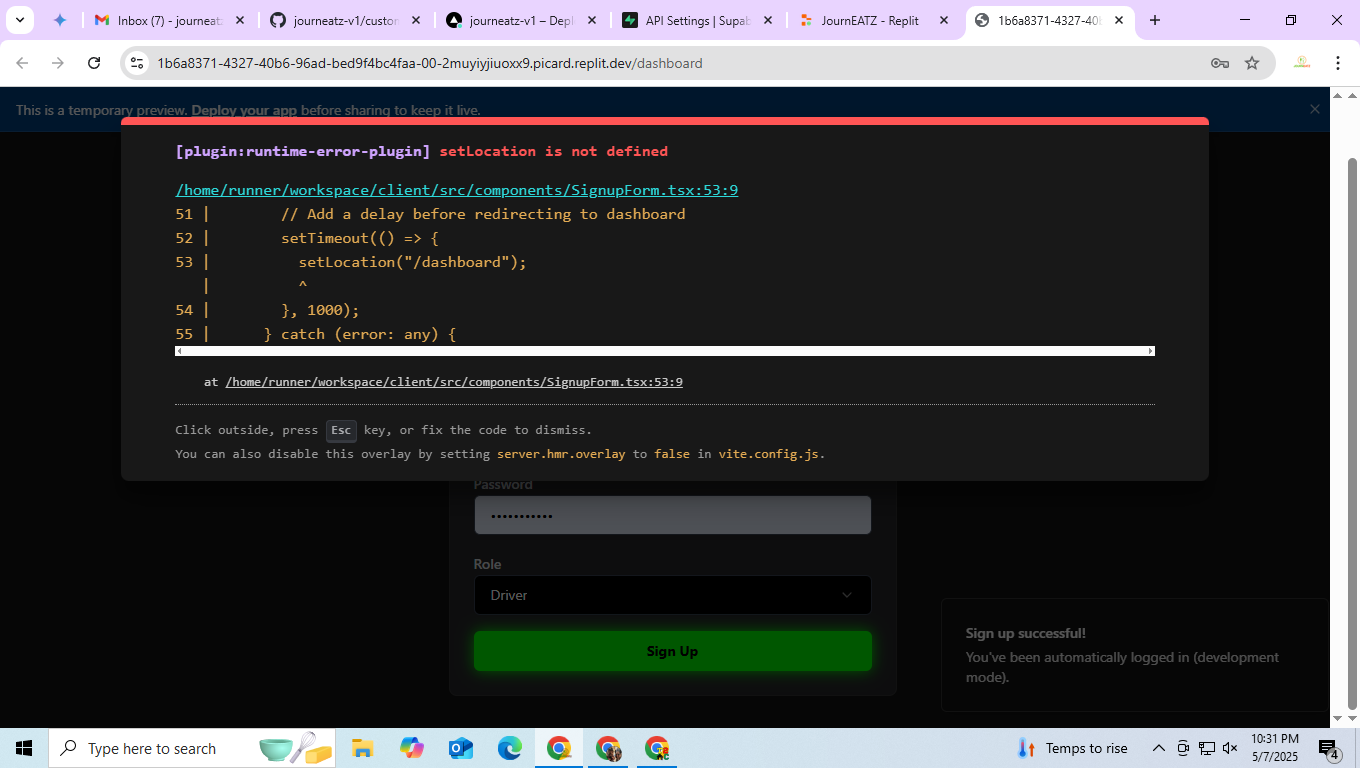 Inbox (7) - journeat
journeatz-v1/custon
journeatz-v1 – Depl
API Settings | Supab
JournEATZ - Replit
1b6a8371-4327-40b
1b6a8371-4327-40b6-96ad-bed9f4bc4faa-00-2muyiyjiuoxx9.picard.replit.dev/dashboard
This is a temporary preview. Deploy your app before sharing to keep it live.
[plugin:runtime-error-plugin] setLocation is not defined
/home/runner/workspace/client/src/components/SignupForm.tsx:53:9
51 | // Add a delay before redirecting to dashboard
52 | setTimeout(() => {
53 | setLocation("/dashboard");
| ^
54 | }, 1000);
55 | } catch (error: any) {
at /home/runner/workspace/client/src/components/SignupForm.tsx:53:9
Click outside, press Esc key, or fix the code to dismiss.
You can also disable this overlay by setting server.hmr.overlay to false in vite.config.js.
Password
•••••••••••
Role
Driver
Sign Up
Sign up successful!
You've been automatically logged in (development
mode).
Type here to search
Temps to rise
10:31 PM
5/7/2025
4